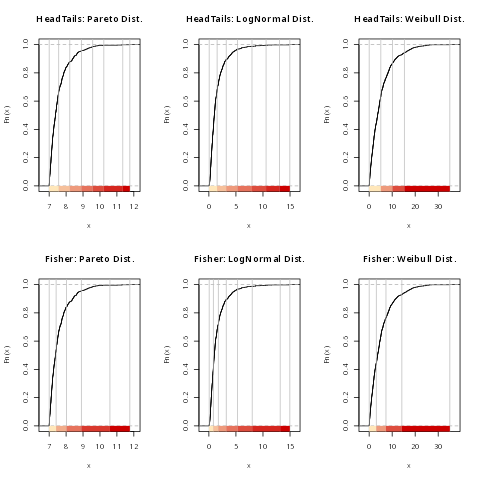 HeadTails: Pareto Dist.
HeadTails: LogNormal Dist.
HeadTails: Weibull Dist.
Fn(x)
0.0 0.2 0.4 0.6 0.8 1.0
7 8 9 10 11 12
x
Fn(x)
0.0 0.2 0.4 0.6 0.8 1.0
0 5 10 15
x
Fn(x)
0.0 0.2 0.4 0.6 0.8 1.0
0 10 20 30
x
Fisher: Pareto Dist.
Fisher: LogNormal Dist.
Fisher: Weibull Dist.
Fn(x)
0.0 0.2 0.4 0.6 0.8 1.0
7 8 9 10 11 12
x
Fn(x)
0.0 0.2 0.4 0.6 0.8 1.0
0 5 10 15
x
Fn(x)
0.0 0.2 0.4 0.6 0.8 1.0
0 10 20 30
x